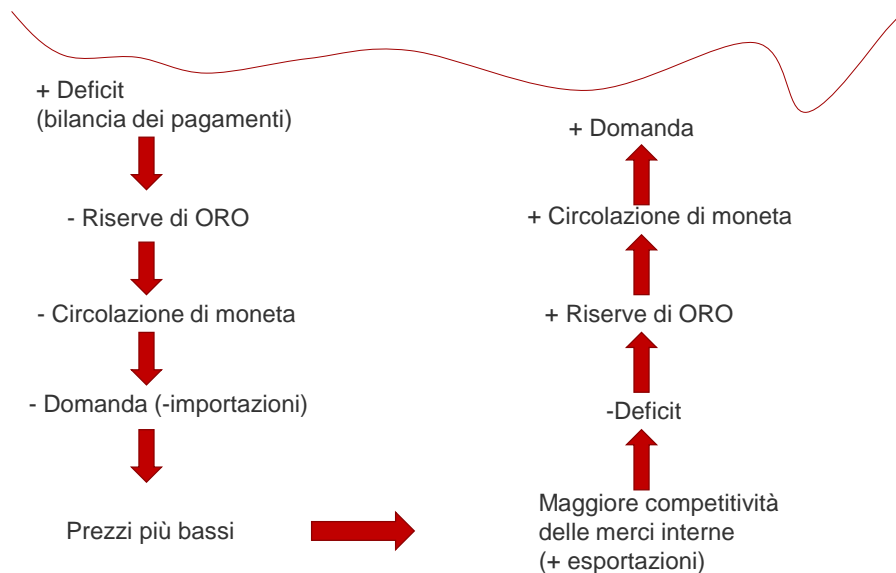 + Deficit
(bilancia dei pagamenti)
- Riserve di ORO
- Circolazione di moneta
- Domanda (-importazioni)
Prezzi più bassi
Maggiore competitività
delle merci interne
(+ esportazioni)
-Deficit
+ Riserve di ORO
+ Circolazione di moneta
+ Domanda